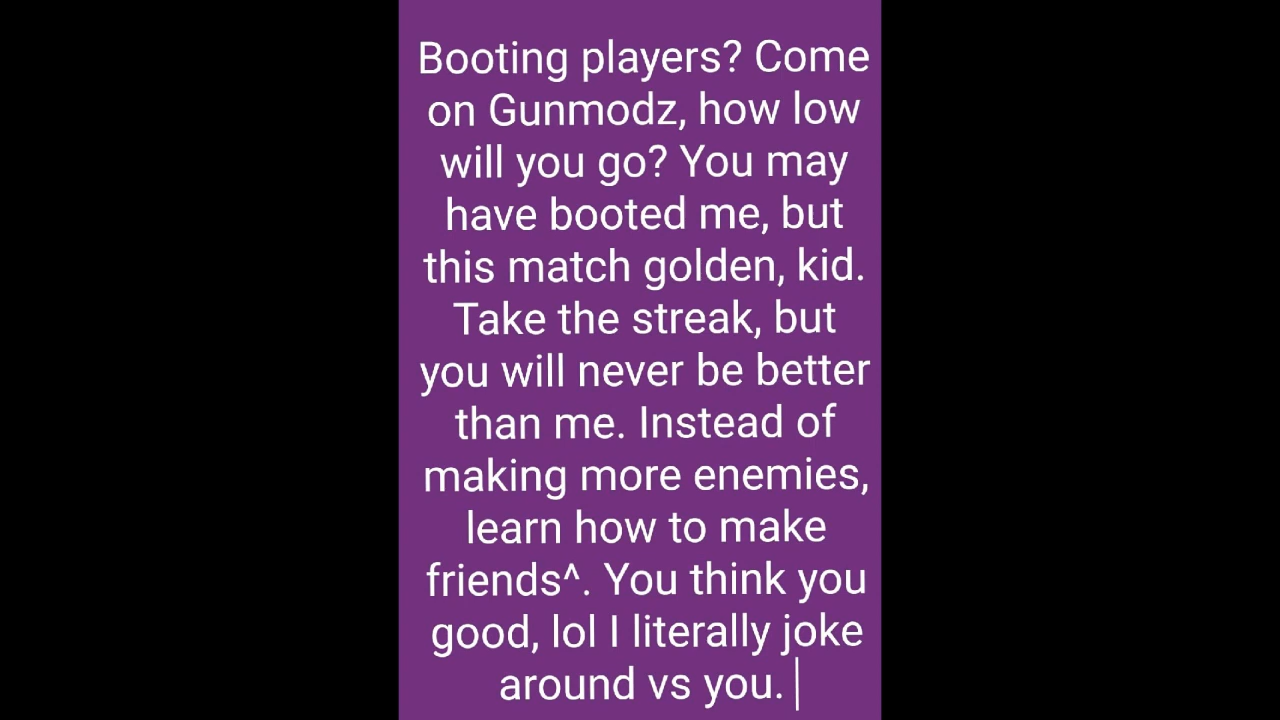 Booting players? Come
on Gunmodz, how low
will you go? You may
have booted me, but
this match golden, kid.
Take the streak, but
you will never be better
than me. Instead of
making more enemies,
learn how to make
friends^. You think you
good, lol I literally joke
around vs you.